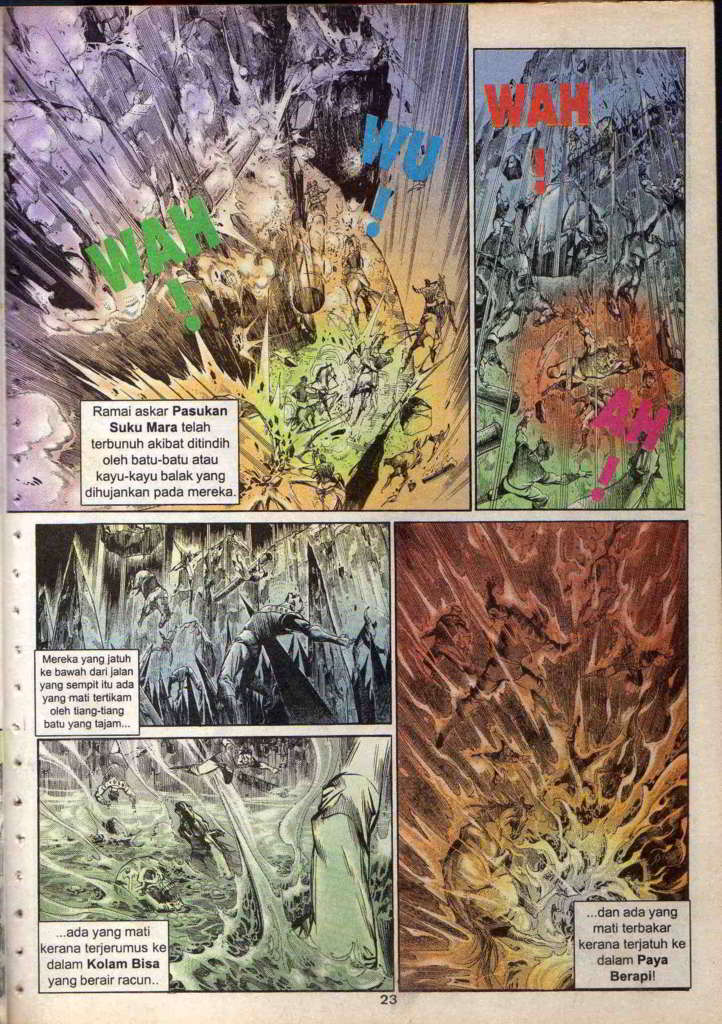 WAH
!
WU
!
Ramai askar Pasukan
Suku Mara telah
terbunuh akibat ditindih
oleh batu-batu atau
kayu-kayu balak yang
dihujankan pada mereka.
WAH
!
AH
!
Mereka yang jatuh
ke bawah dari jalan
yang sempit itu ada
yang mati tertikam
oleh tiang-tiang
batu yang tajam...
...ada yang mati
kerana terjerumus ke
dalam Kolam Bisa
yang berair racun..
...dan ada yang
mati terbakar
kerana terjatuh ke
dalam Paya
Berapi!
23